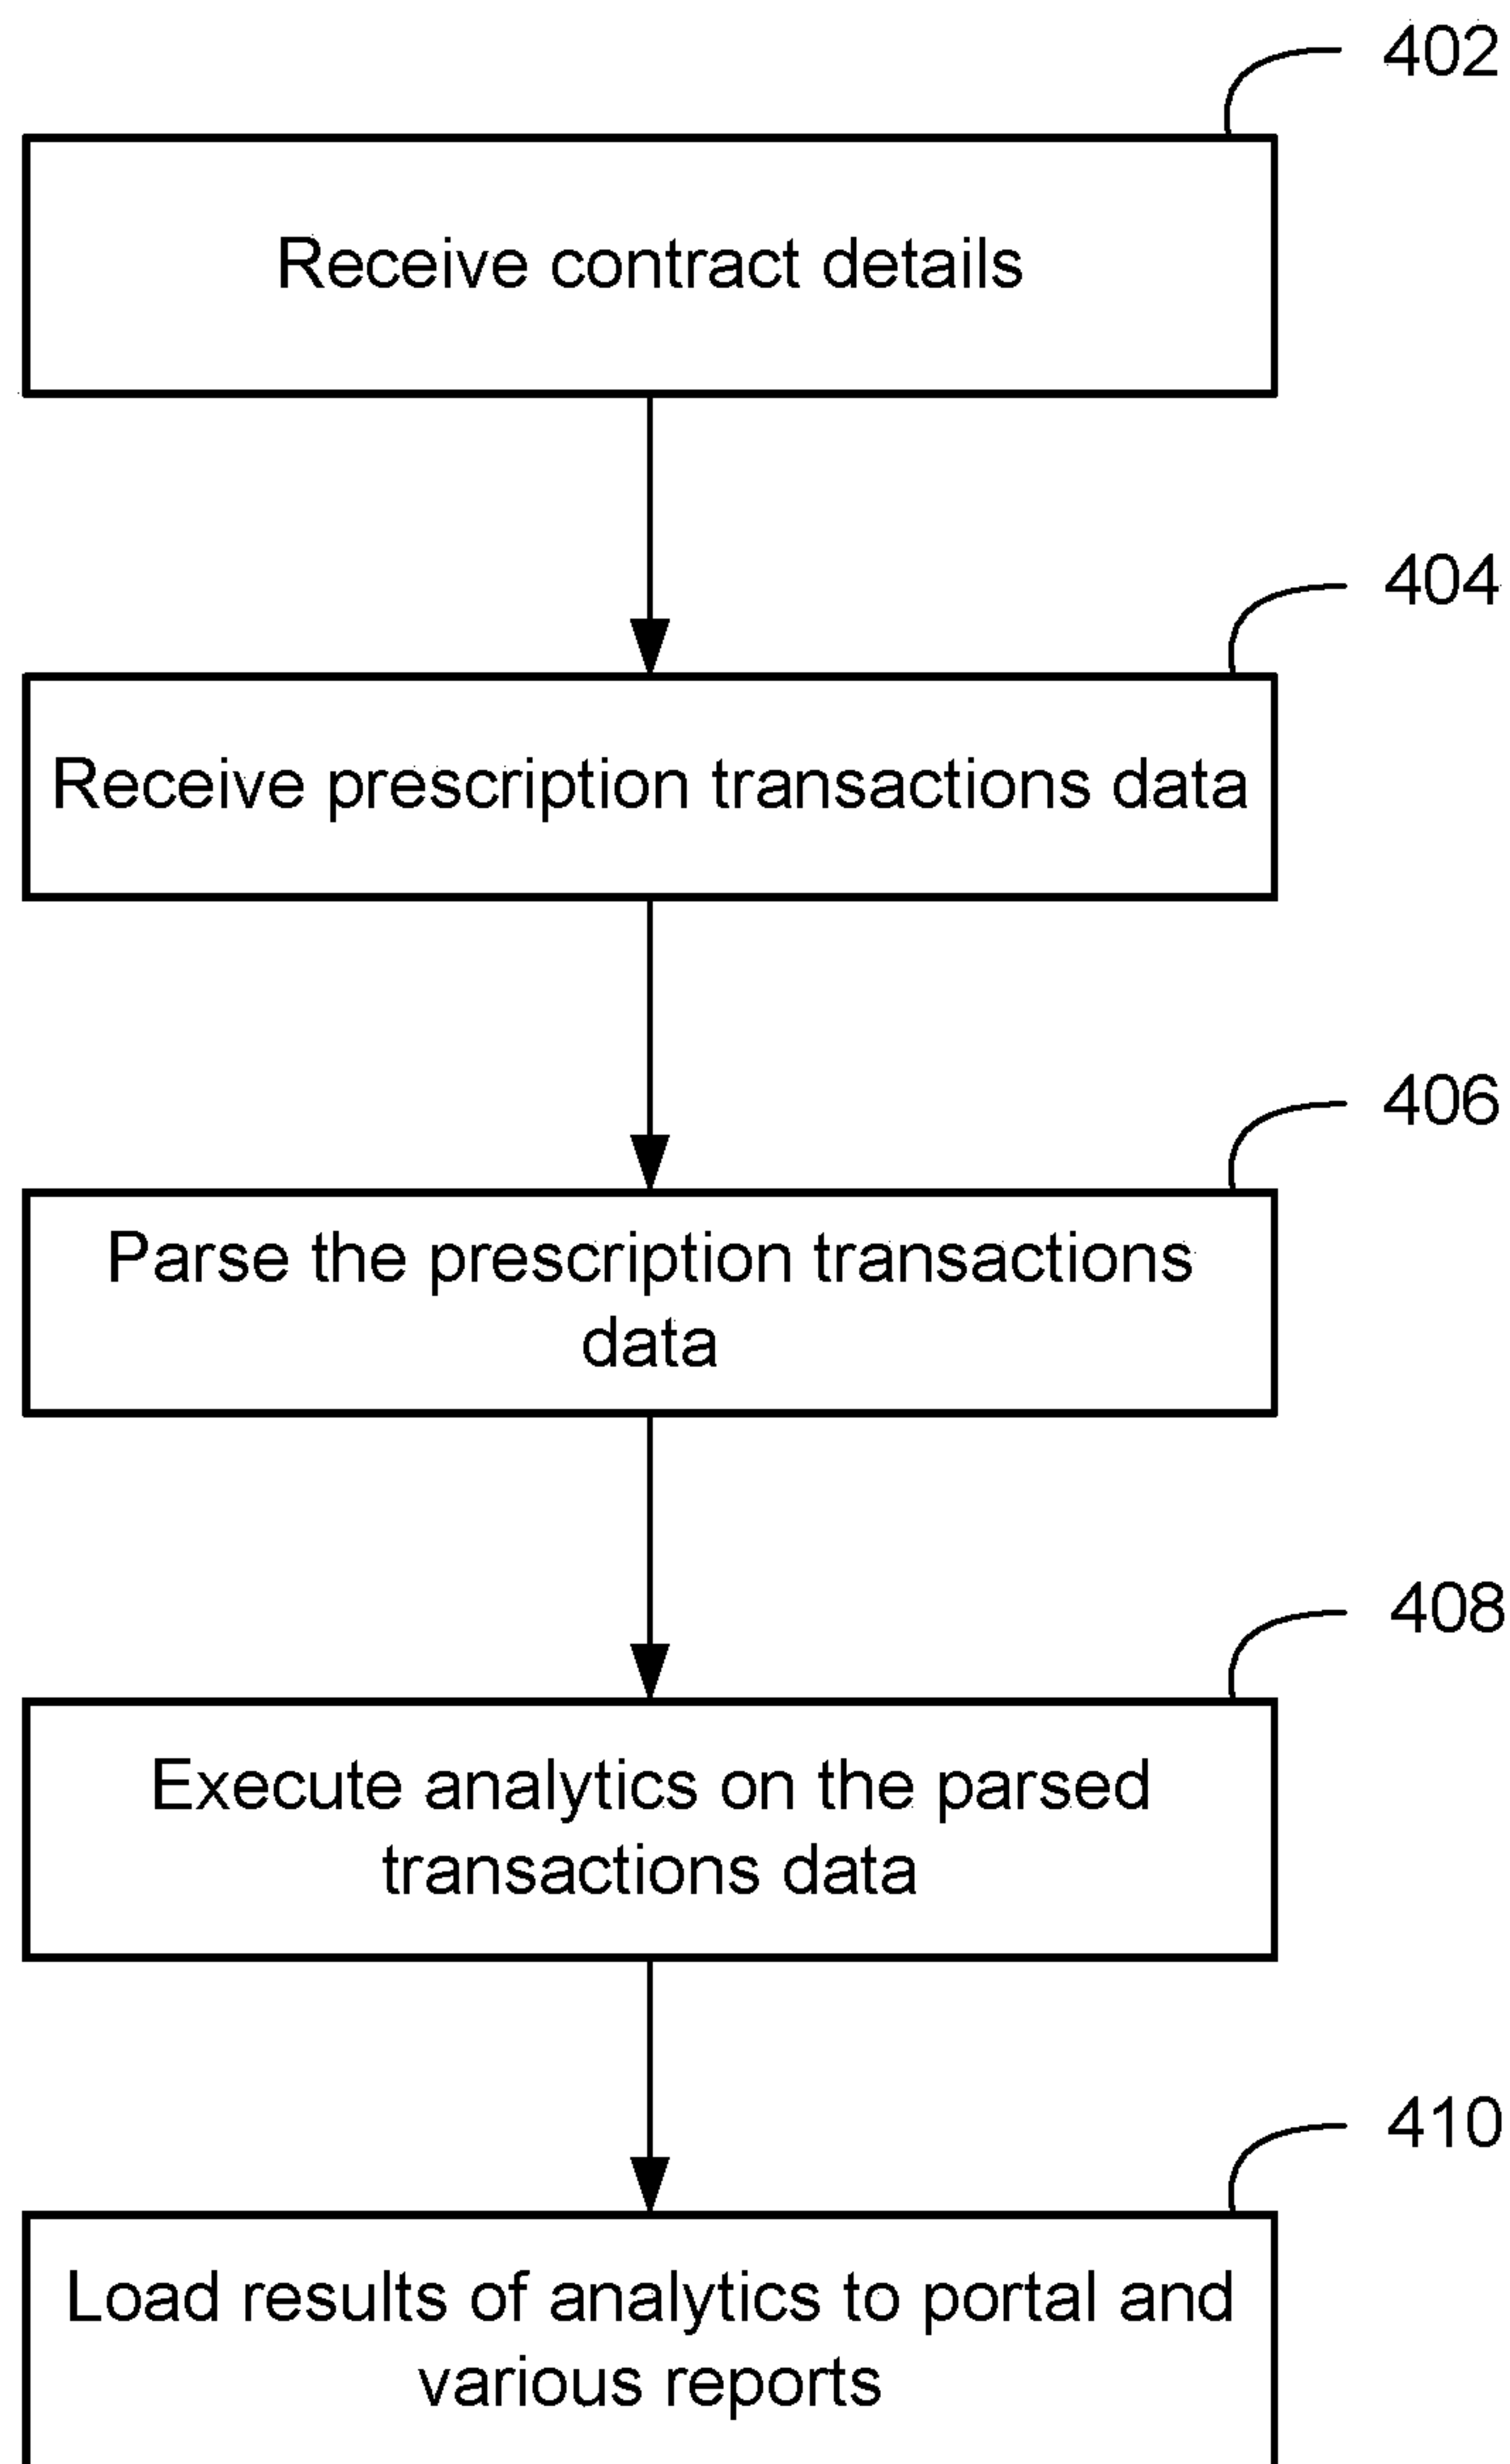 402
Receive contract details
404
Receive prescription transactions data
406
Parse the prescription transactions
data
408
Execute analytics on the parsed
transactions data
410
Load results of analytics to portal and
various reports